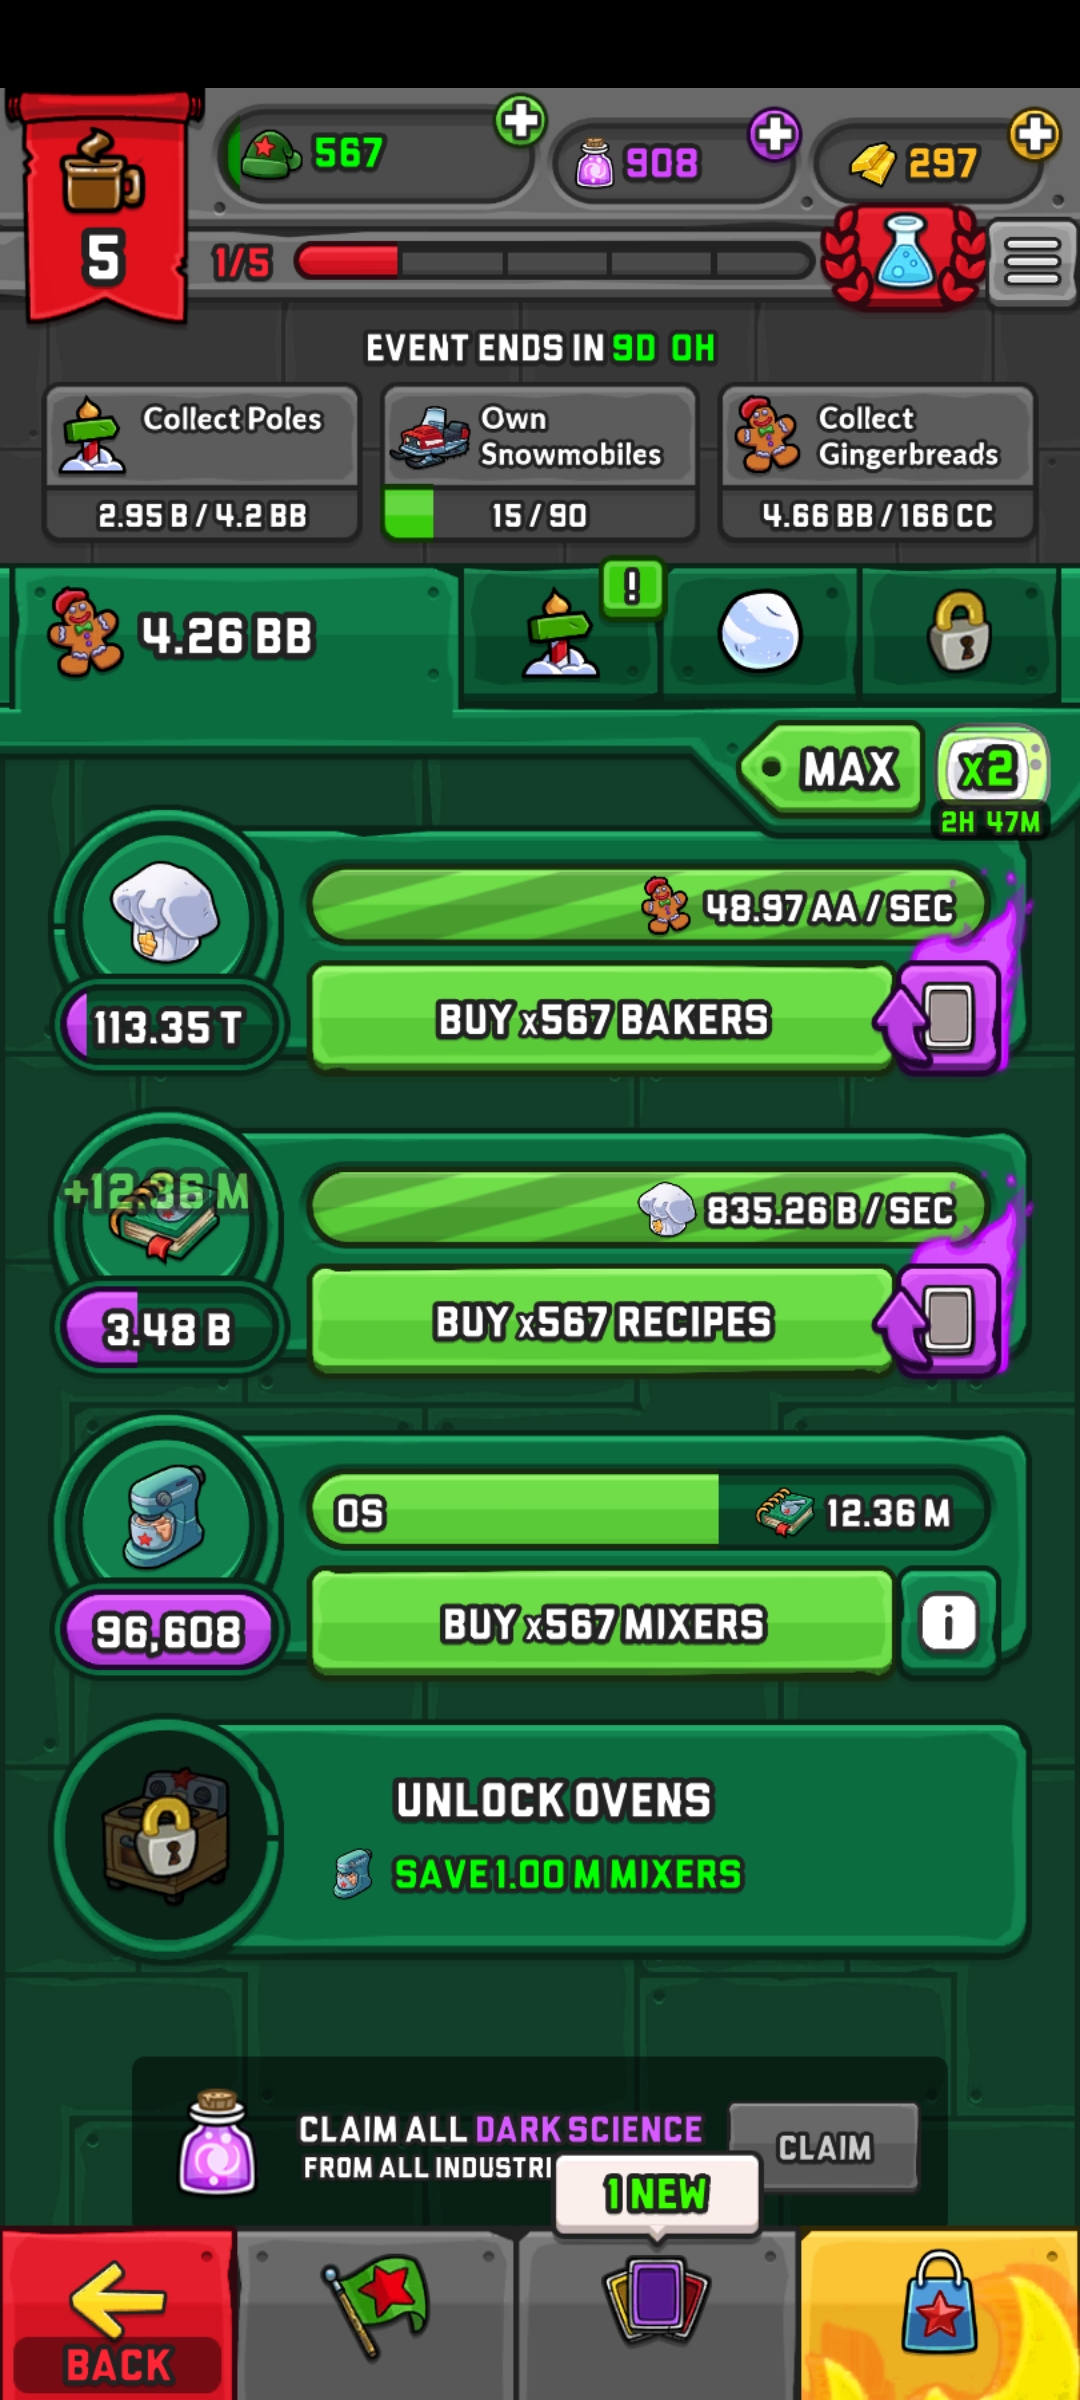 567
908
297
5
1/5
EVENT ENDS IN 9D 0H
Collect Poles
2.95 B / 4.2 BB
Own
Snowmobiles
15 / 90
Collect
Gingerbreads
4.66 BB / 166 CC
4.26 BB
!
MAX
x2
2H 47M
48.97 AA / SEC
113.35 T
BUY x567 BAKERS
+12.36 M
835.26 B / SEC
3.48 B
BUY x567 RECIPES
0S
12.36 M
96,608
BUY x567 MIXERS
i
UNLOCK OVENS
SAVE 1.00 M MIXERS
CLAIM ALL DARK SCIENCE
FROM ALL INDUSTRI
CLAIM
1 NEW
BACK